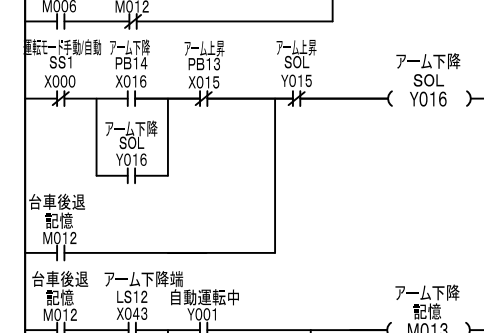 M006 M012
運転モード手動/自動 アーム下降 アーム上昇 アーム上昇
SS1 PB14 PB13 SOL アーム下降
X000 X016 X015 Y015 SOL
Y016
アーム下降
SOL
Y016
台車後退
記憶
M012
台車後退 アーム下降端
記憶 LS12 自動運転中 アーム下降
M012 X043 Y001 記憶
M013